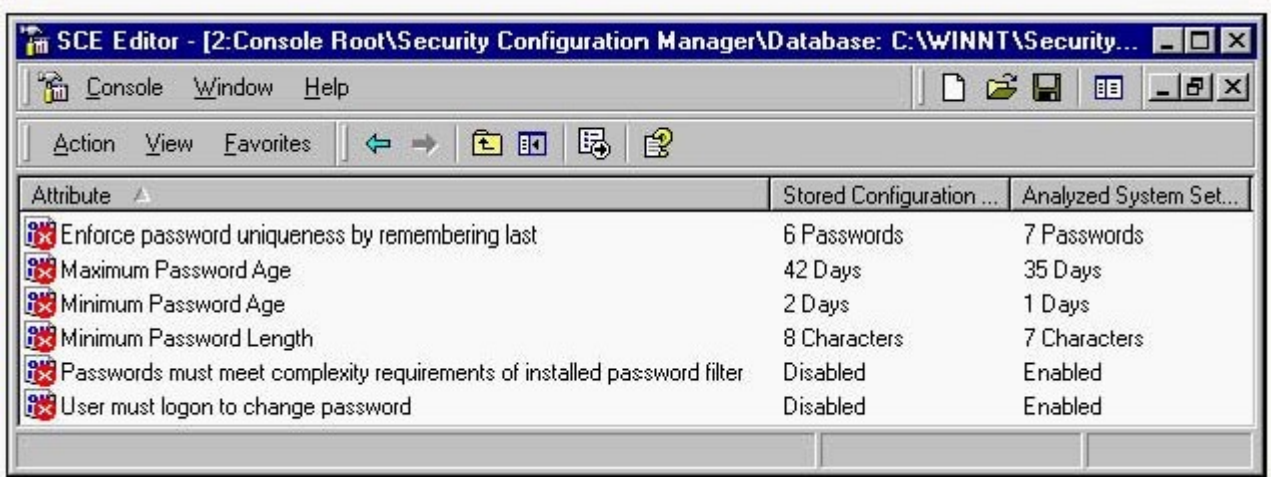 SCE Editor - [2:Console Root\Security Configuration Manager\Database: C:\WINNT\Security...
Console Window Help
Action View Favorites
Attribute Stored Configuration ... Analyzed System Set...
Enforce password uniqueness by remembering last 6 Passwords 7 Passwords
Maximum Password Age 42 Days 35 Days
Minimum Password Age 2 Days 1 Days
Minimum Password Length 8 Characters 7 Characters
Passwords must meet complexity requirements of installed password filter Disabled Enabled
User must logon to change password Disabled Enabled